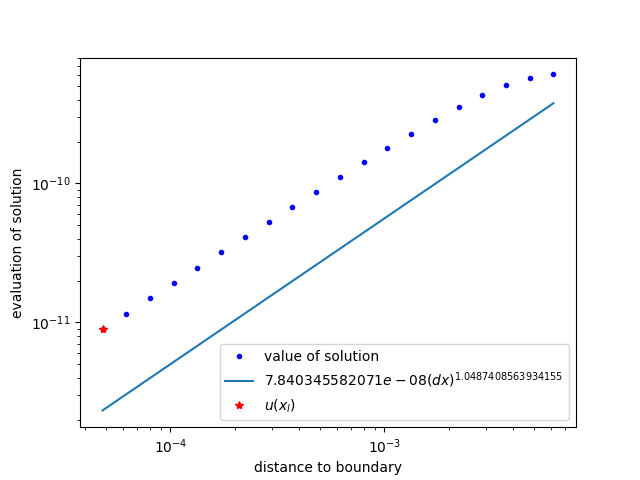 evaluation of solution
10⁻¹⁰
10⁻¹¹
value of solution
7.840345582071e − 08(dx)^1.0487408563934155
u(x_I)
10⁻⁴
10⁻³
distance to boundary